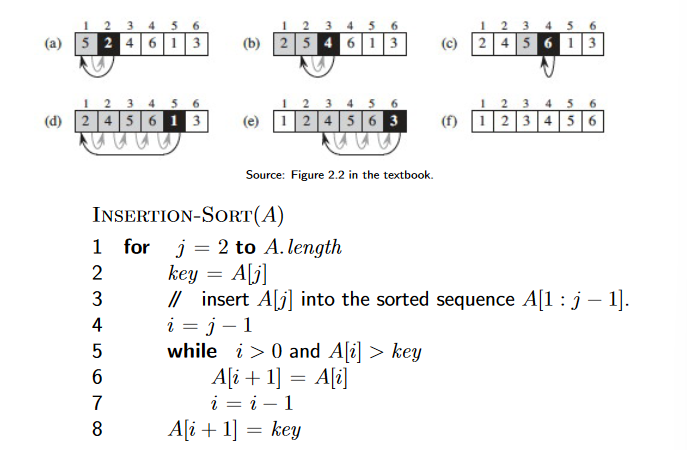 1 2 3 4 5 6 1 2 3 4 5 6 1 2 3 4 5 6
(a) 5 2 4 6 1 3 (b) 2 5 4 6 1 3 (c) 2 4 5 6 1 3
1 2 3 4 5 6 1 2 3 4 5 6 1 2 3 4 5 6
(d) 2 4 5 6 1 3 (e) 1 2 4 5 6 3 (f) 1 2 3 4 5 6
Source: Figure 2.2 in the textbook.
INSERTION-SORT(A)
1 for j = 2 to A.length
2 key = A[j]
3 // insert A[j] into the sorted sequence A[1 : j − 1].
4 i = j − 1
5 while i > 0 and A[i] > key
6 A[i + 1] = A[i]
7 i = i − 1
8 A[i + 1] = key